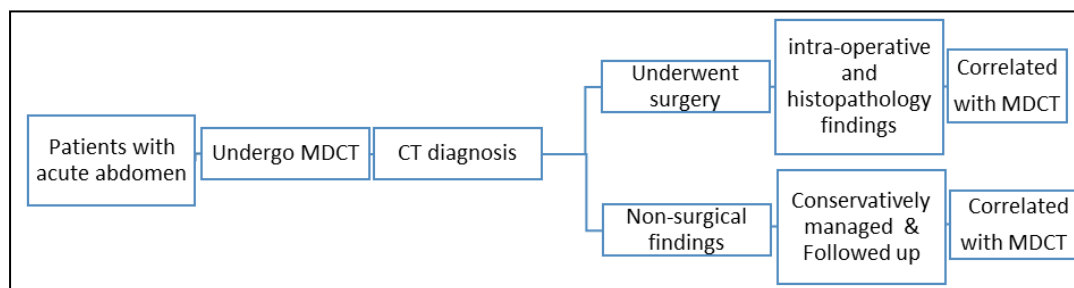 Patients with
acute abdomen
Undergo MDCT
CT diagnosis
Underwent
surgery
intra-operative
and
histopathology
findings
Correlated
with MDCT
Non-surgical
findings
Conservatively
managed &
Followed up
Correlated
with MDCT